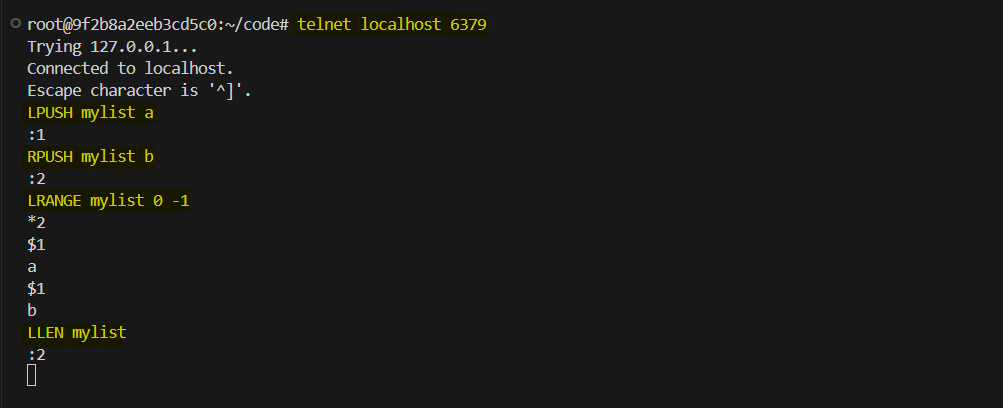 root@9f2b8a2eeb3cd5c0:~/code# telnet localhost 6379
Trying 127.0.0.1...
Connected to localhost.
Escape character is '^]'.
LPUSH mylist a
:1
RPUSH mylist b
:2
LRANGE mylist 0 -1
*2
$1
a
$1
b
LLEN mylist
:2